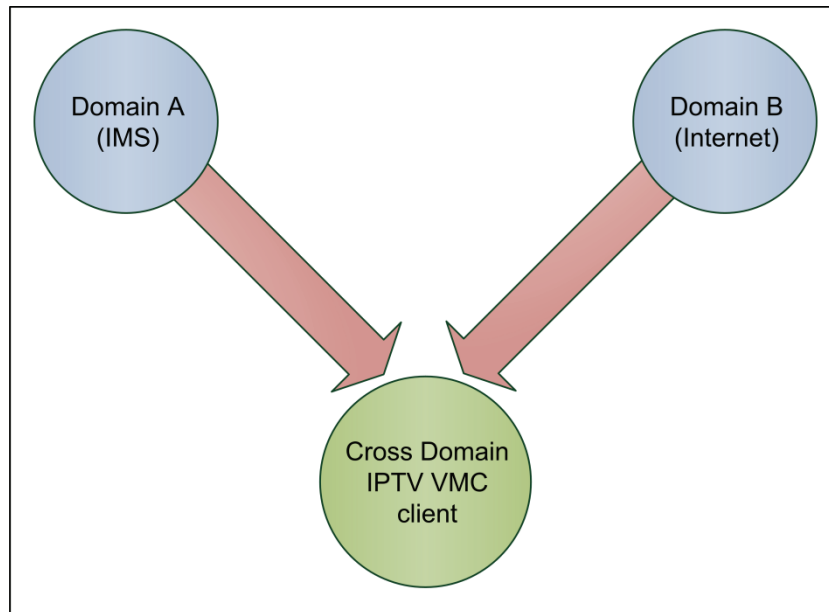 Domain A
(IMS)
Domain B
(Internet)
Cross Domain
IPTV VMC
client